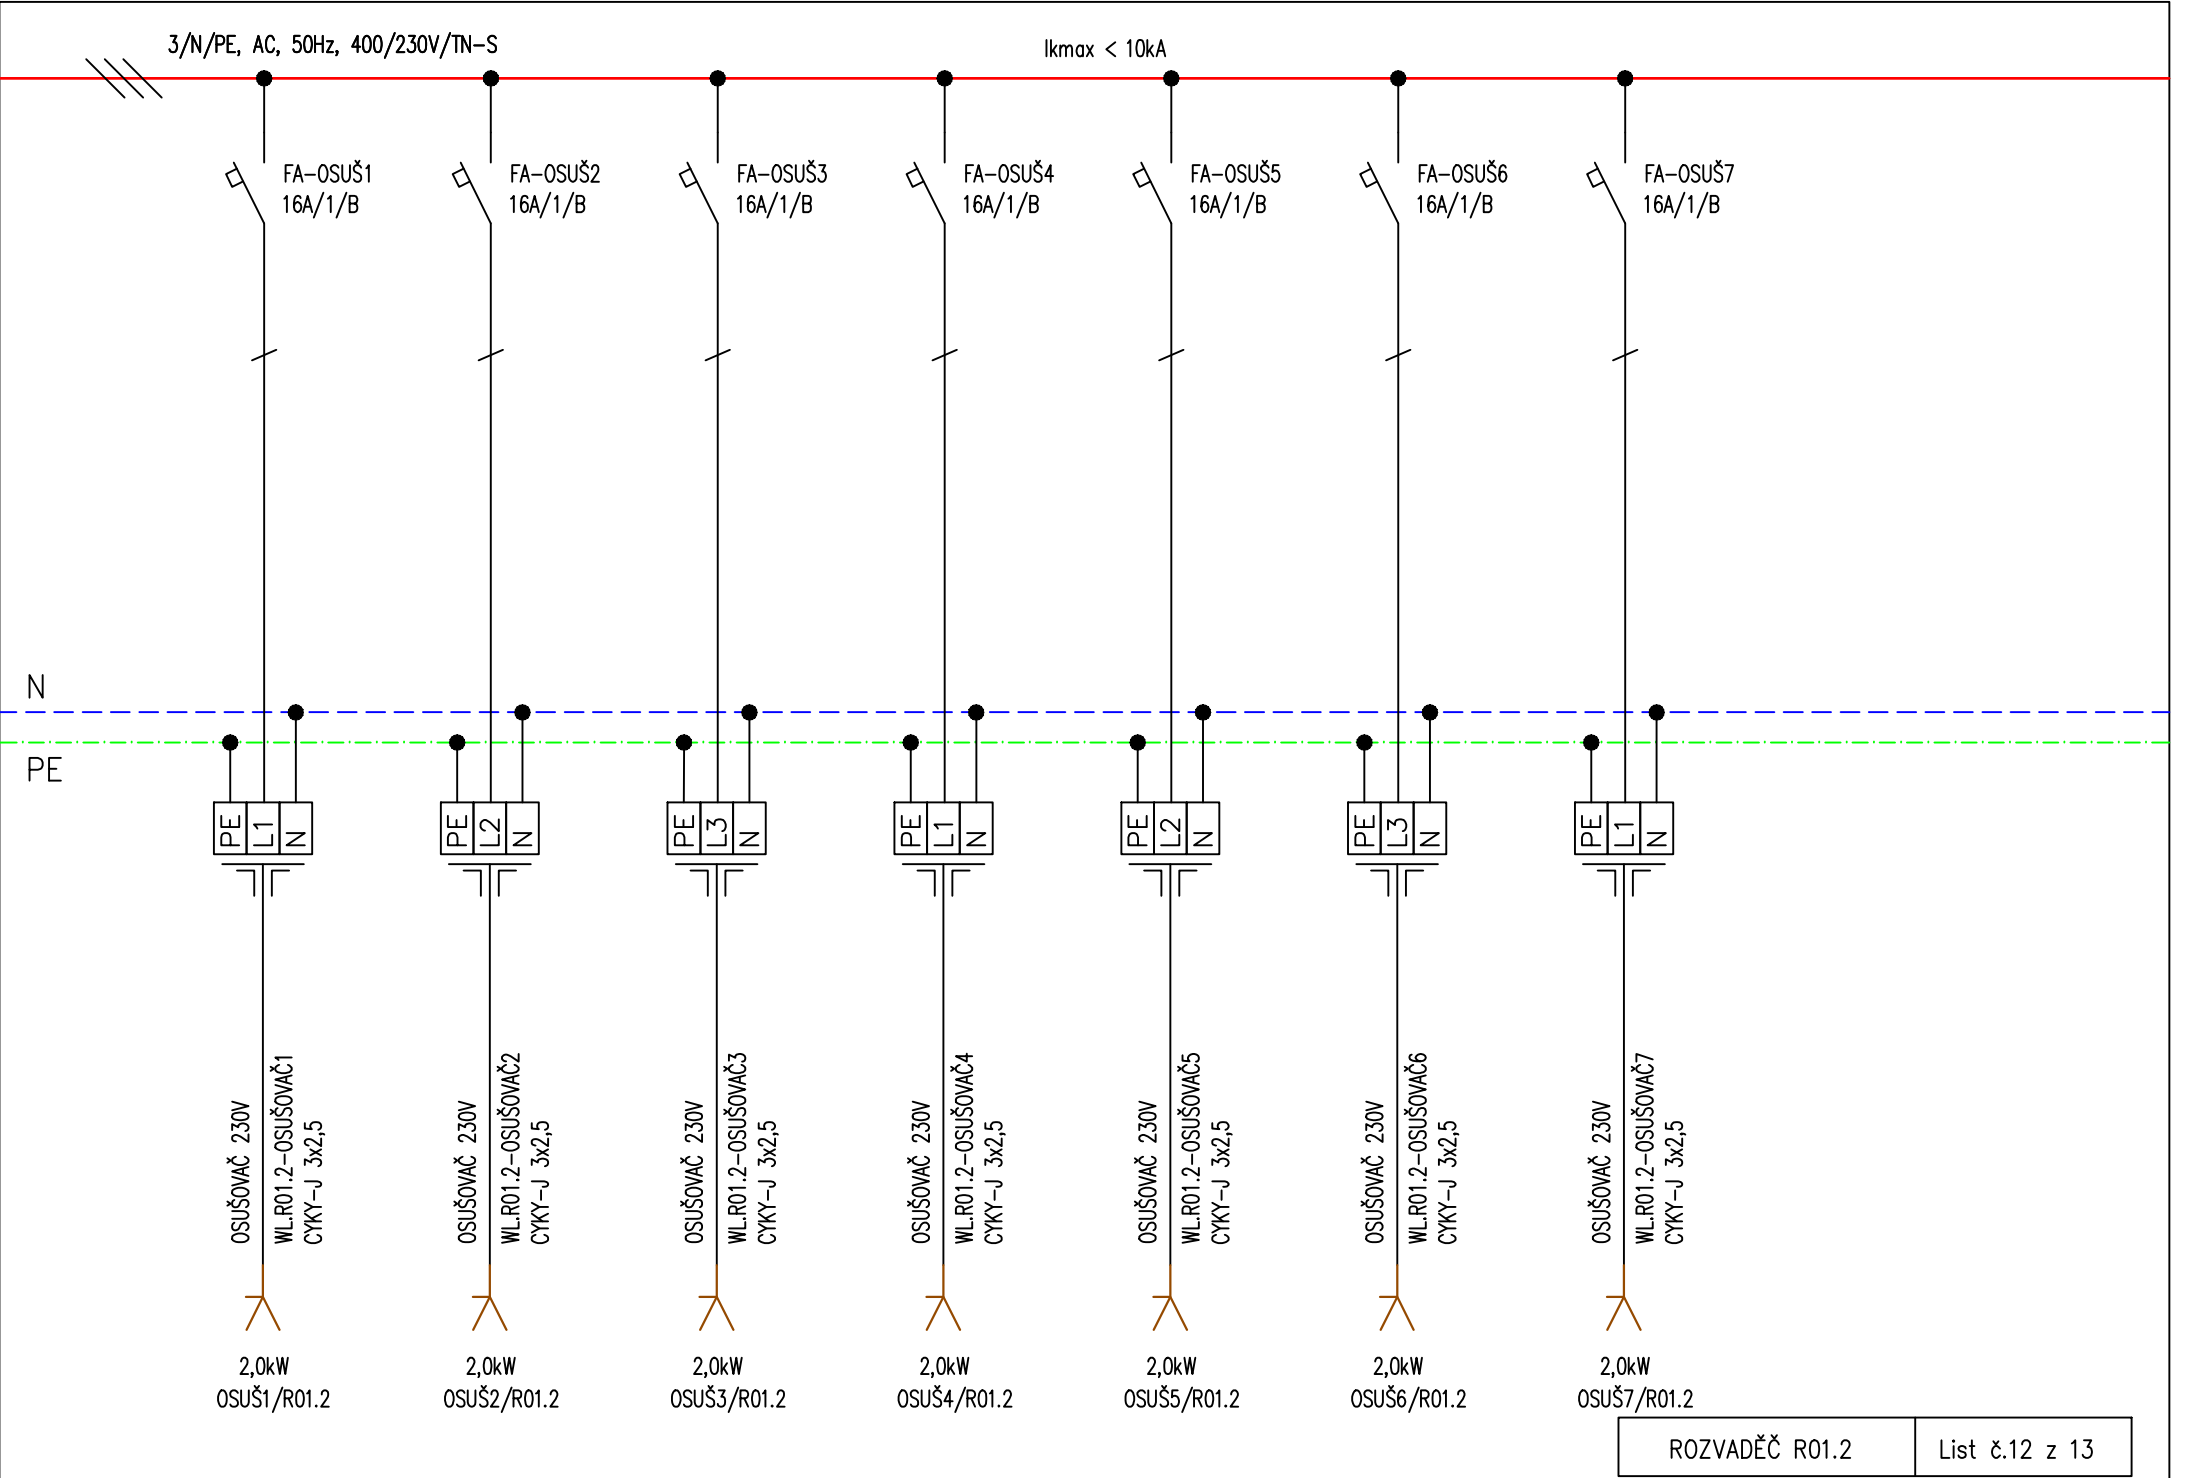 3/N/PE, AC, 50Hz, 400/230V/TN-S
Ikmax < 10kA
FA-OSUŠ1
16A/1/B
FA-OSUŠ2
16A/1/B
FA-OSUŠ3
16A/1/B
FA-OSUŠ4
16A/1/B
FA-OSUŠ5
16A/1/B
FA-OSUŠ6
16A/1/B
FA-OSUŠ7
16A/1/B
N
PE
PE L1 N
PE L2 N
PE L3 N
PE L1 N
PE L2 N
PE L3 N
PE L1 N
OSUŠOVAČ 230V
WL.R01.2-OSUŠOVAČ1
CYKY-J 3x2,5
OSUŠOVAČ 230V
WL.R01.2-OSUŠOVAČ2
CYKY-J 3x2,5
OSUŠOVAČ 230V
WL.R01.2-OSUŠOVAČ3
CYKY-J 3x2,5
OSUŠOVAČ 230V
WL.R01.2-OSUŠOVAČ4
CYKY-J 3x2,5
OSUŠOVAČ 230V
WL.R01.2-OSUŠOVAČ5
CYKY-J 3x2,5
OSUŠOVAČ 230V
WL.R01.2-OSUŠOVAČ6
CYKY-J 3x2,5
OSUŠOVAČ 230V
WL.R01.2-OSUŠOVAČ7
CYKY-J 3x2,5
2,0kW
OSUŠ1/R01.2
2,0kW
OSUŠ2/R01.2
2,0kW
OSUŠ3/R01.2
2,0kW
OSUŠ4/R01.2
2,0kW
OSUŠ5/R01.2
2,0kW
OSUŠ6/R01.2
2,0kW
OSUŠ7/R01.2
ROZVADĚČ R01.2
List č.12 z 13